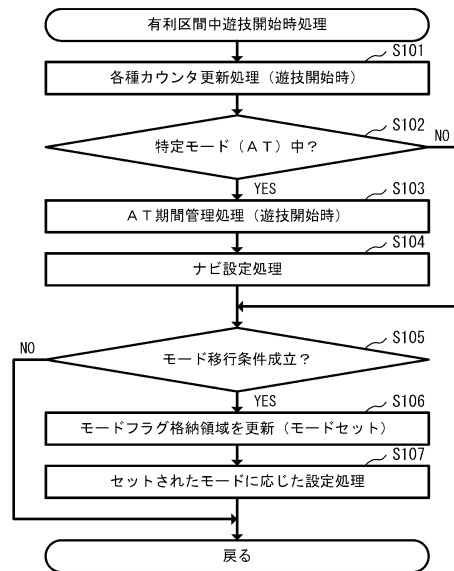 有利区間中遊技開始時処理
S101
各種カウンタ更新処理（遊技開始時）
S102
特定モード（ＡＴ）中？
NO
YES
S103
ＡＴ期間管理処理（遊技開始時）
S104
ナビ設定処理
S105
NO
モード移行条件成立？
YES
S106
モードフラグ格納領域を更新（モードセット）
S107
セットされたモードに応じた設定処理
戻る